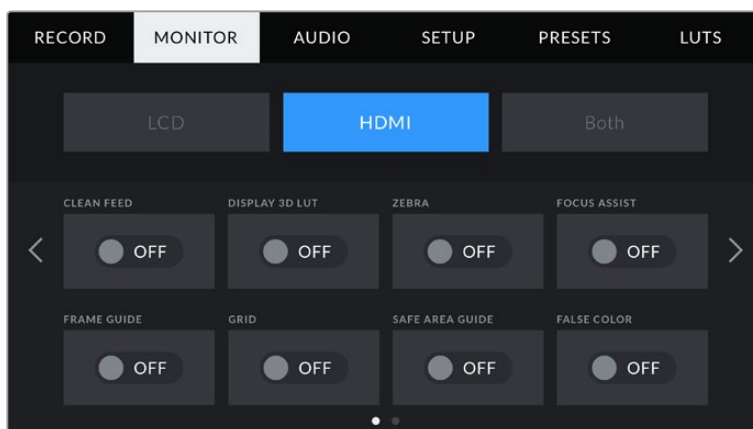 RECORD MONITOR AUDIO SETUP PRESETS LUTS
LCD HDMI Both
CLEAN FEED DISPLAY 3D LUT ZEBRA FOCUS ASSIST
OFF OFF OFF OFF
FRAME GUIDE GRID SAFE AREA GUIDE FALSE COLOR
OFF OFF OFF OFF